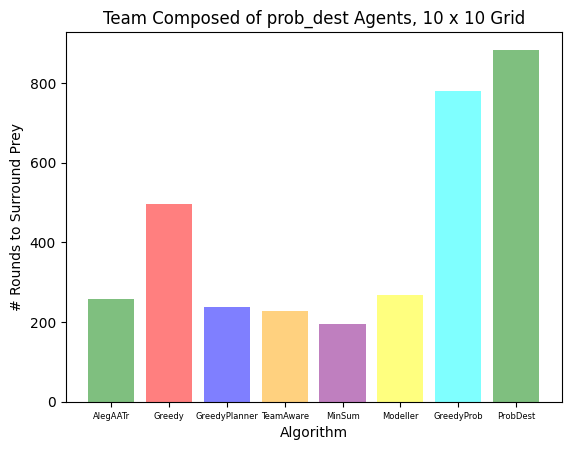 Team Composed of prob_dest Agents, 10 x 10 Grid
# Rounds to Surround Prey
800
600
400
200
0
AlegAATr Greedy GreedyPlanner TeamAware MinSum Modeller GreedyProb ProbDest
Algorithm